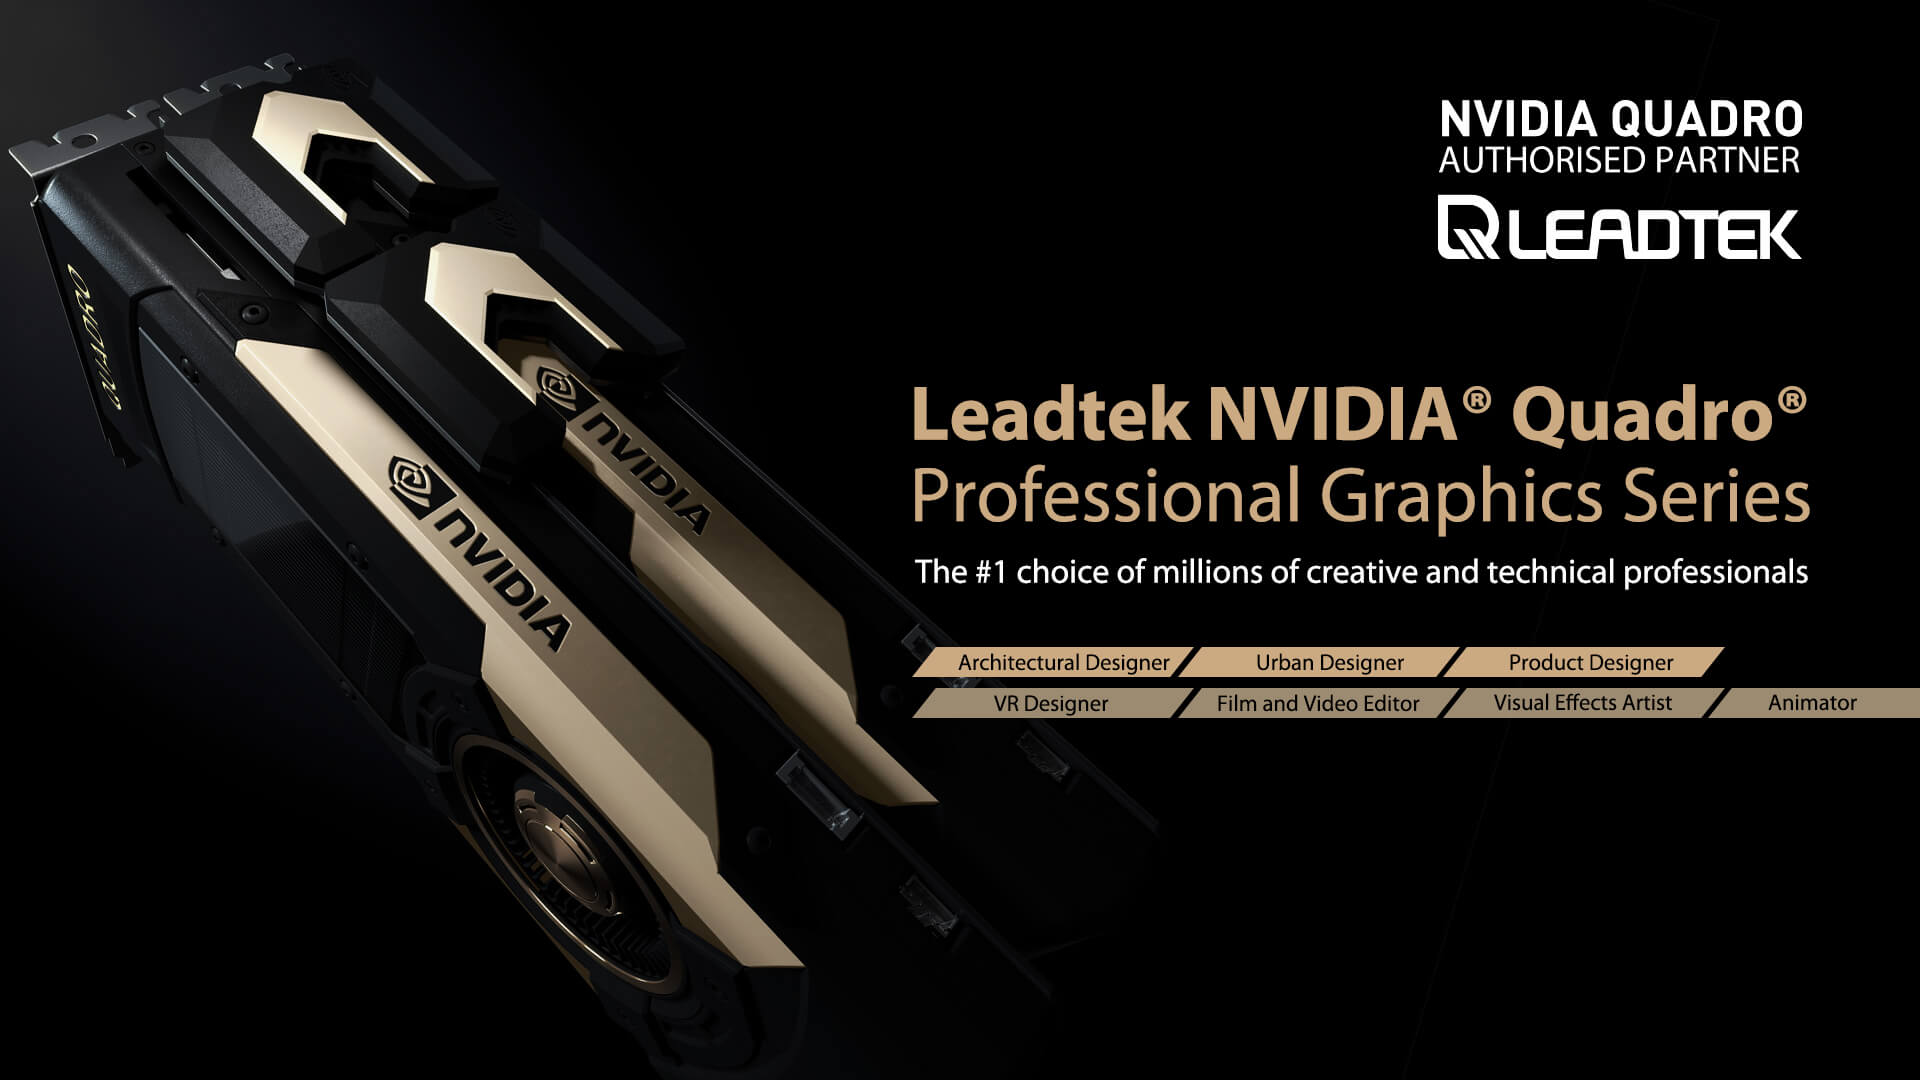 NVIDIA QUADRO
AUTHORISED PARTNER
LEADTEK
QUADRO
NVIDIA
NVIDIA
Leadtek NVIDIA® Quadro®
Professional Graphics Series
The #1 choice of millions of creative and technical professionals
Architectural Designer Urban Designer Product Designer
VR Designer Film and Video Editor Visual Effects Artist Animator